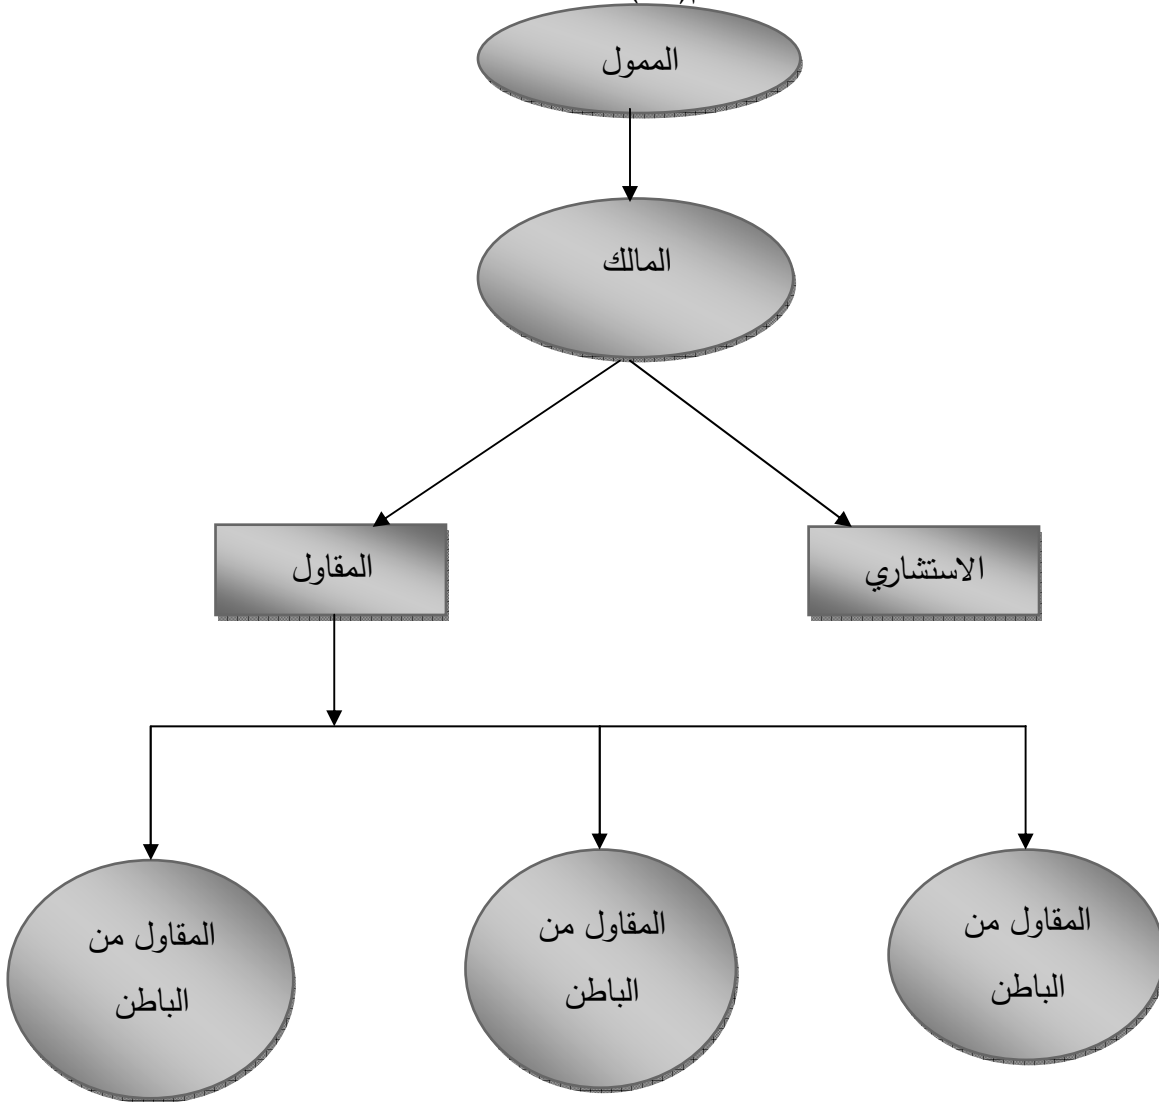 الممول
المالك
الاستشاري
المقاول
المقاول من
الباطن
المقاول من
الباطن
المقاول من
الباطن